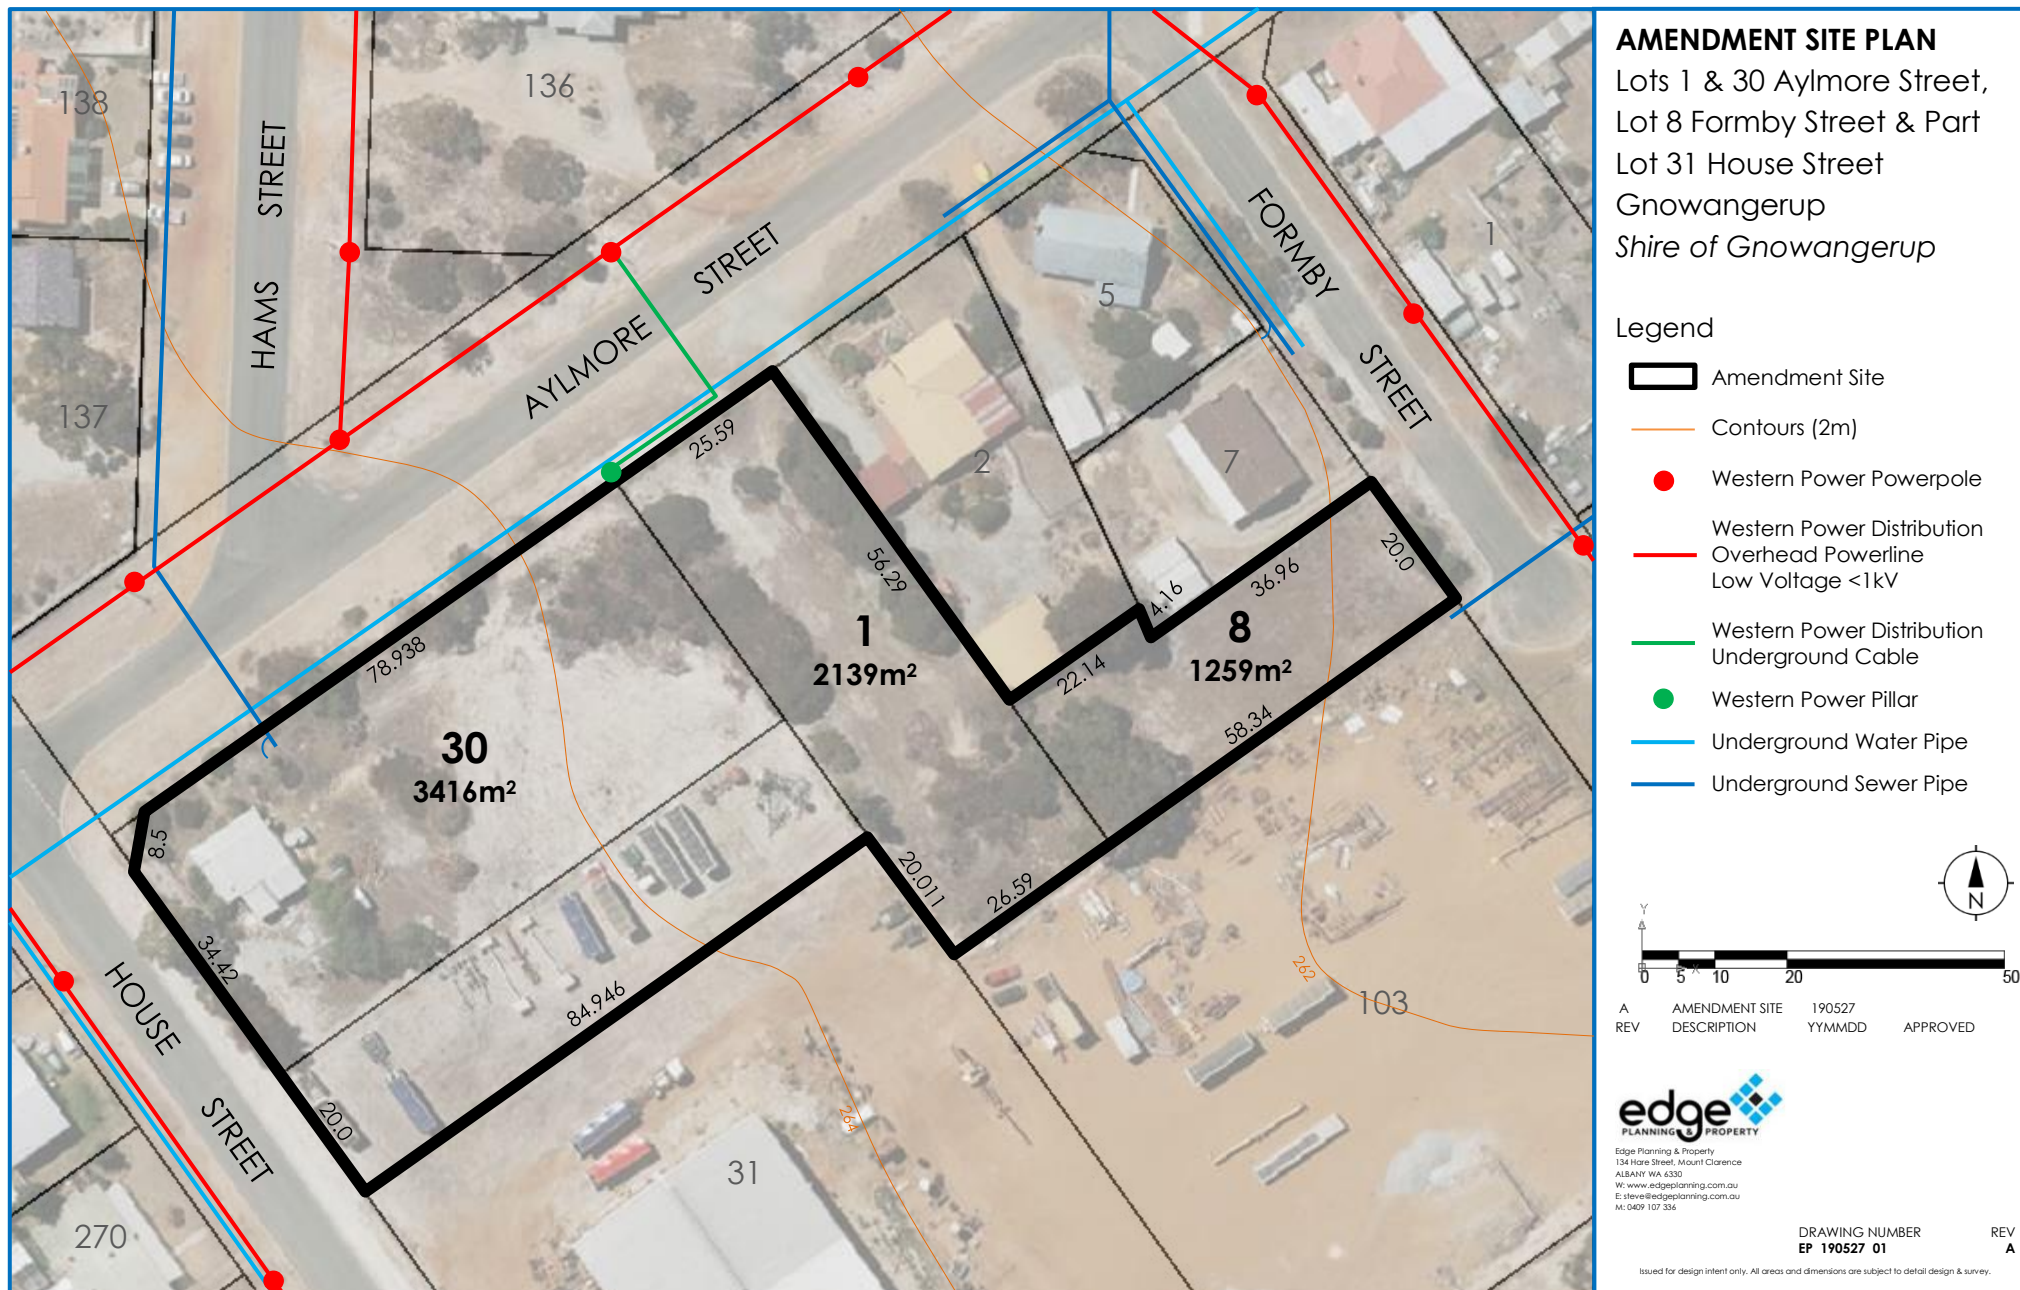 138
136
HAMS STREET
137
AYLMORE STREET
FORMBY STREET
1
5
2
7
25.59
56.29
78.938
22.14
4.16
36.96
20.0
1
2139m²
8
1259m²
30
3416m²
58.34
8.5
34.42
20.0
84.946
20.011
26.59
HOUSE STREET
264
262
103
31
270
AMENDMENT SITE PLAN
Lots 1 & 30 Aylmore Street,
Lot 8 Formby Street & Part
Lot 31 House Street
Gnowangerup
Shire of Gnowangerup
Legend
Amendment Site
Contours (2m)
Western Power Powerpole
Western Power Distribution
Overhead Powerline
Low Voltage <1kV
Western Power Distribution
Underground Cable
Western Power Pillar
Underground Water Pipe
Underground Sewer Pipe
N
Y
X
0 5 10 20 50
A AMENDMENT SITE 190527
REV DESCRIPTION YYMMDD APPROVED
edge
PLANNING & PROPERTY
Edge Planning & Property
134 Hare Street, Mount Clarence
ALBANY WA 6330
W: www.edgeplanning.com.au
E: steve@edgeplanning.com.au
M: 0409 107 336
DRAWING NUMBER REV
EP 190527 01 A
Issued for design intent only. All areas and dimensions are subject to detail design & survey.